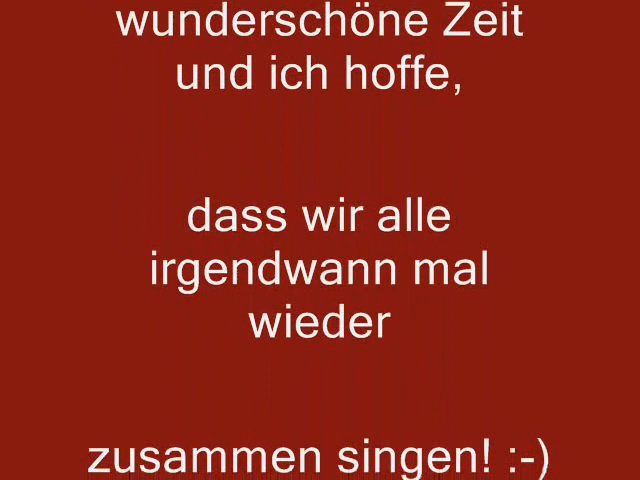 wunderschöne Zeit
und ich hoffe,
dass wir alle
irgendwann mal
wieder
zusammen singen! :-)